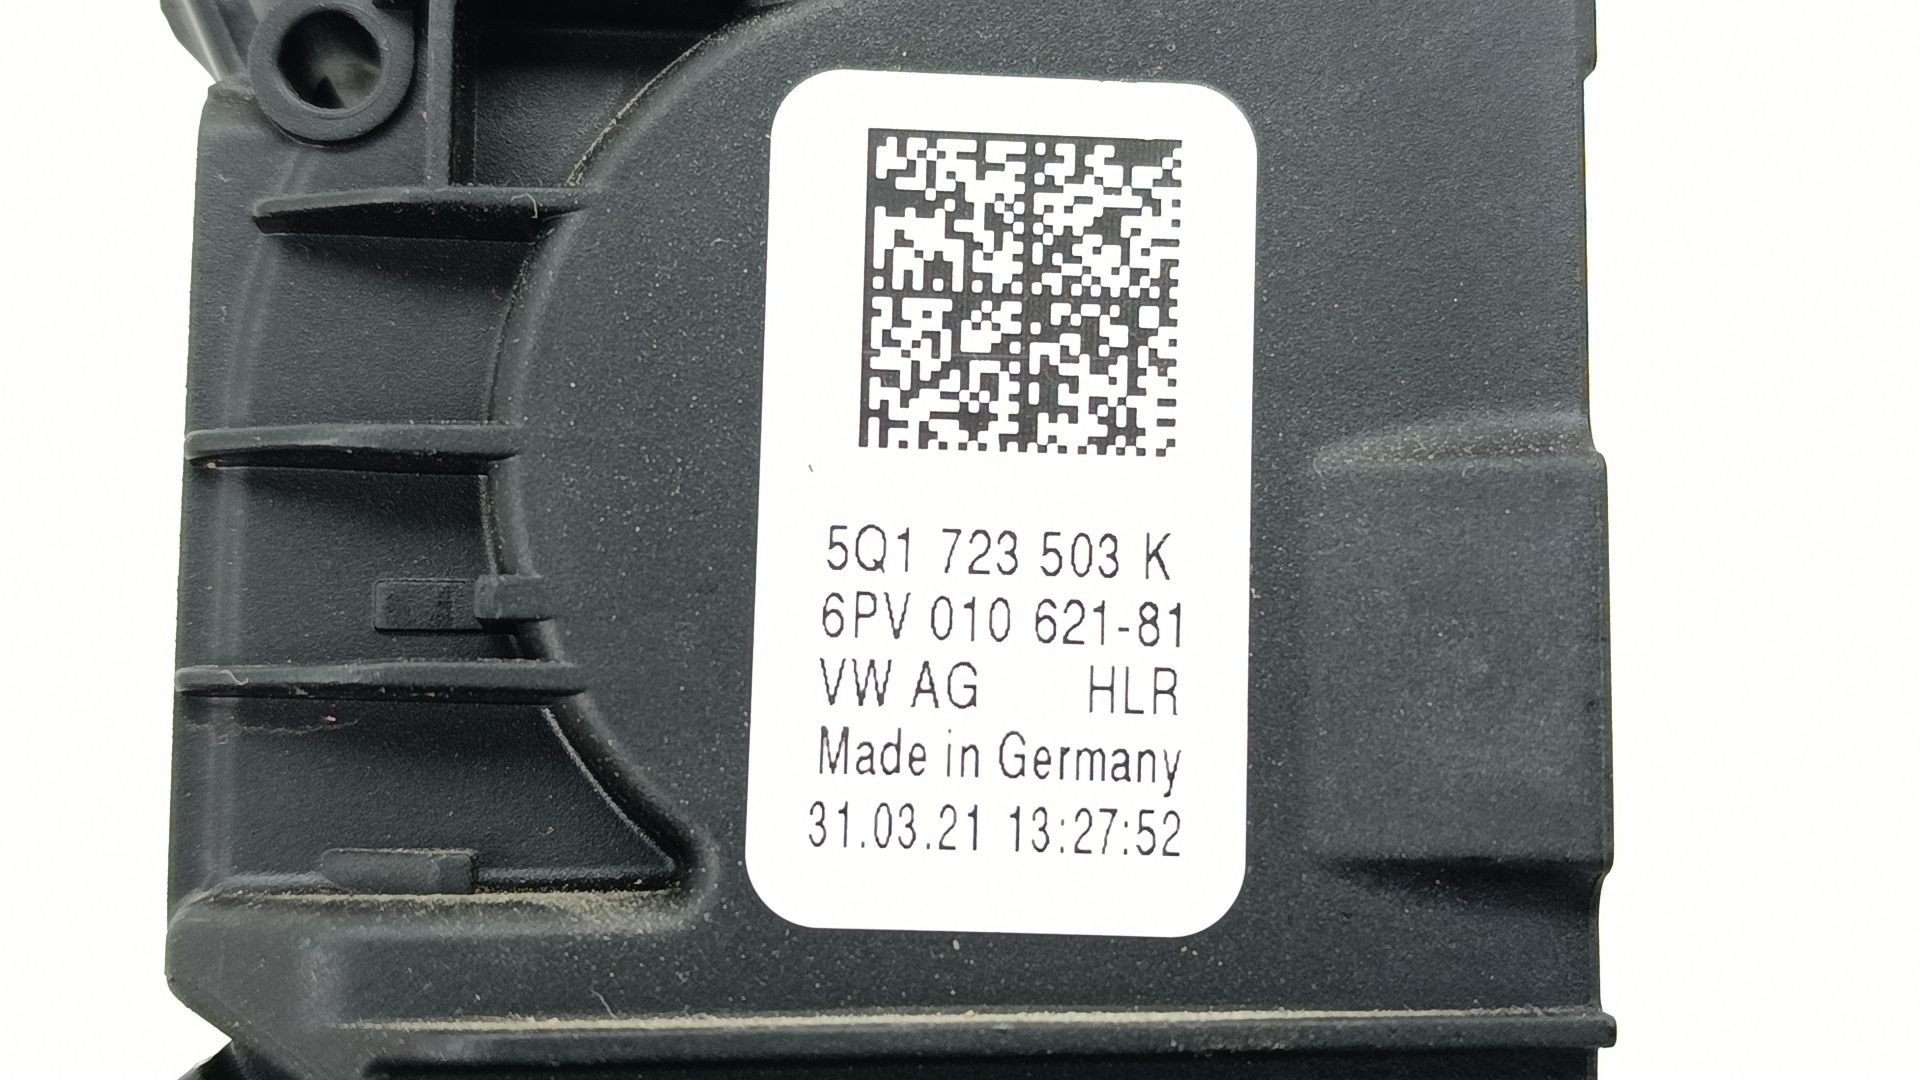 5Q1 723 503 K
6PV 010 621-81
VW AG HLR
Made in Germany
31.03.21 13:27:52